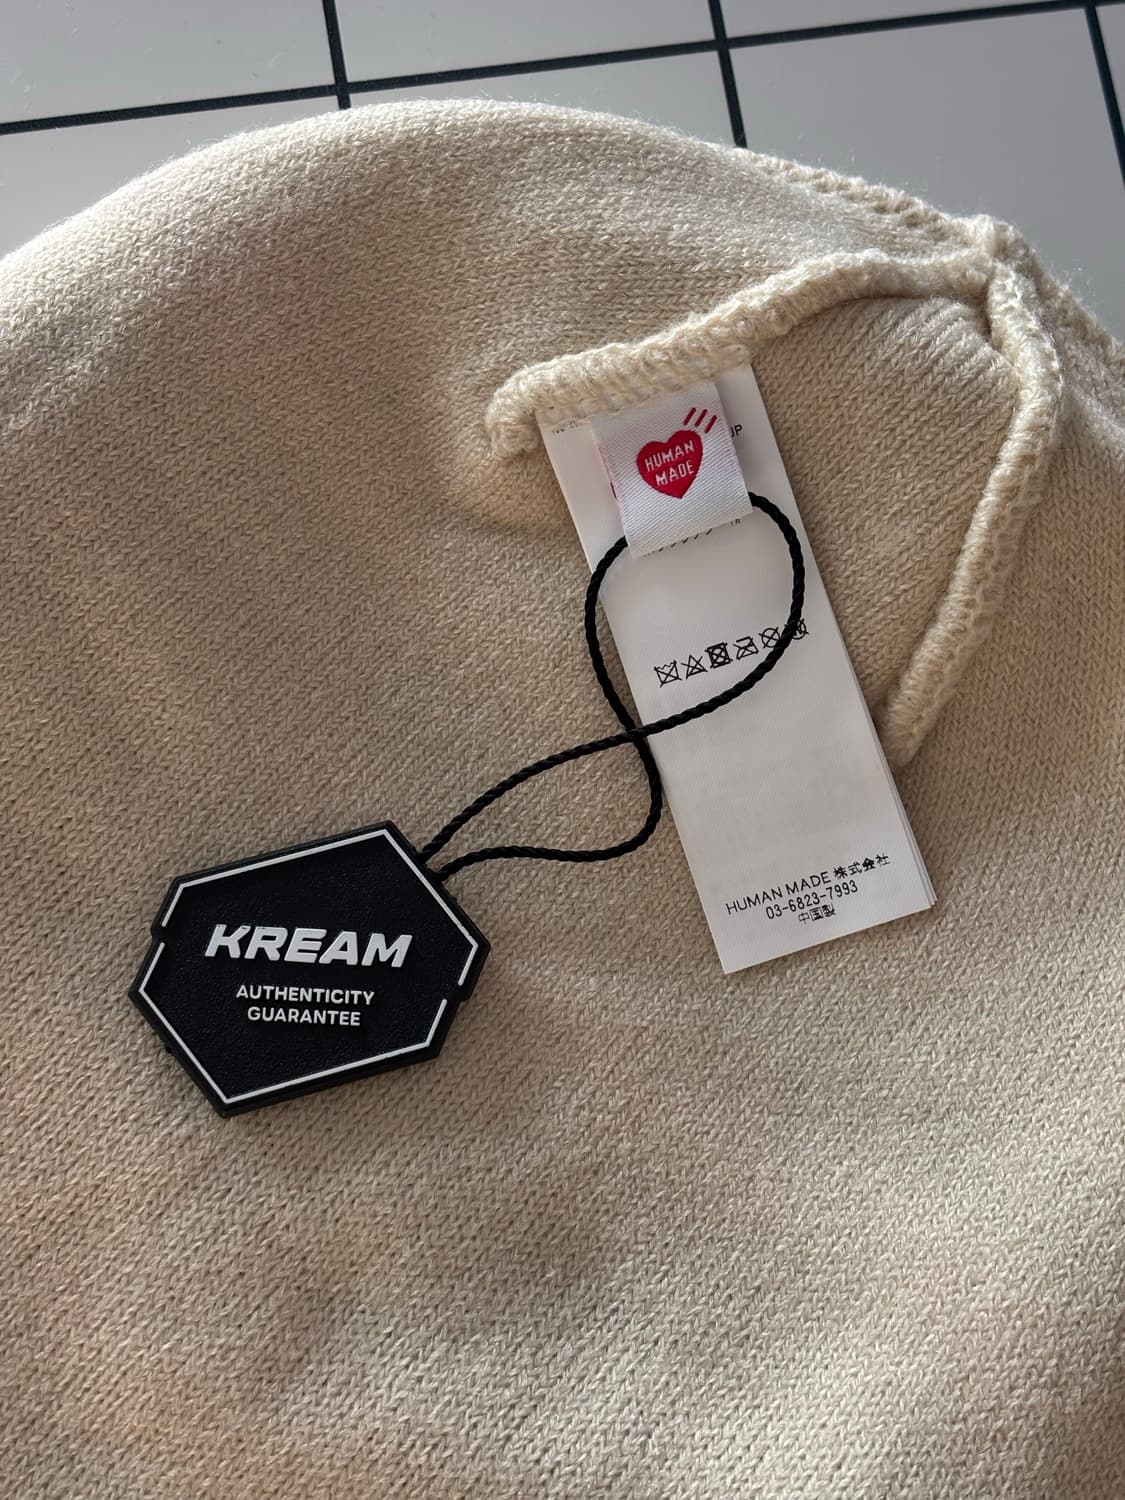 HUMAN
MADE
KREAM
AUTHENTICITY
GUARANTEE
HUMAN MADE 株式会社
03-6823-7993
中国製